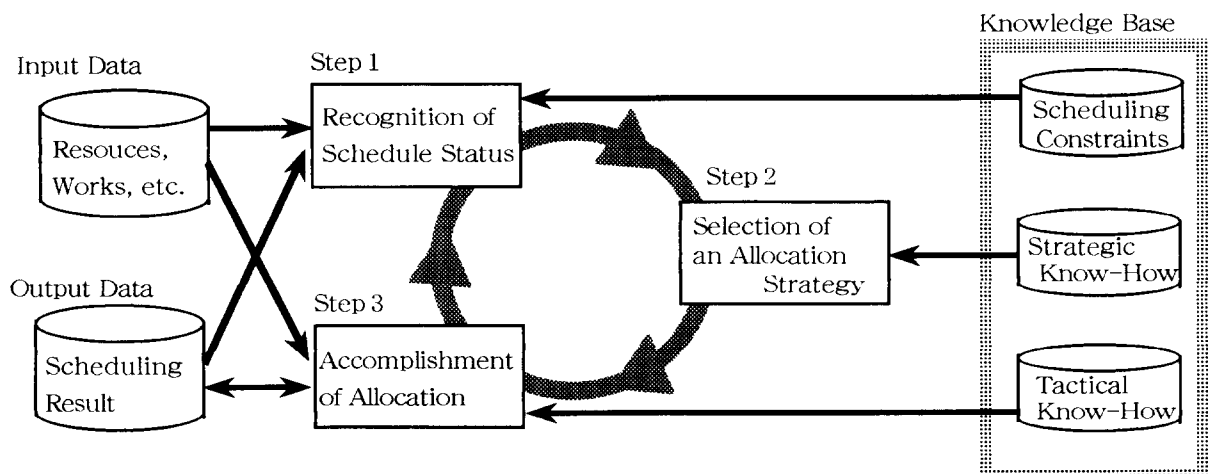 Knowledge Base
Input Data
Resouces,
Works, etc.
Step 1
Recognition of
Schedule Status
Scheduling
Constraints
Step 2
Selection of
an Allocation
Strategy
Strategic
Know-How
Output Data
Scheduling
Result
Step 3
Accomplishment
of Allocation
Tactical
Know-How